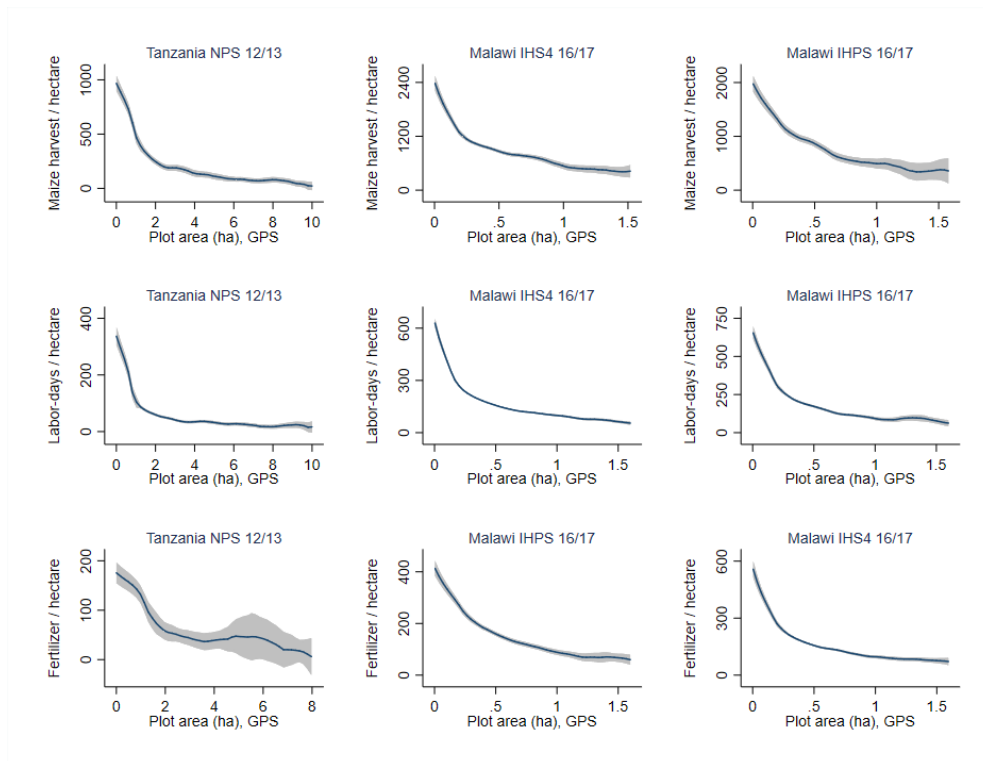 Tanzania NPS 12/13
Maize harvest / hectare
1000
500
0
0 2 4 6 8 10
Plot area (ha), GPS
Malawi IHS4 16/17
Maize harvest / hectare
2400
1200
0
0 .5 1 1.5
Plot area (ha), GPS
Malawi IHPS 16/17
Maize harvest / hectare
2000
1000
0
0 .5 1 1.5
Plot area (ha), GPS
Tanzania NPS 12/13
Labor-days / hectare
400
200
0
0 2 4 6 8 10
Plot area (ha), GPS
Malawi IHS4 16/17
Labor-days / hectare
600
300
0
0 .5 1 1.5
Plot area (ha), GPS
Malawi IHPS 16/17
Labor-days / hectare
750
500
250
0
0 .5 1 1.5
Plot area (ha), GPS
Tanzania NPS 12/13
Fertilizer / hectare
200
100
0
0 2 4 6 8
Plot area (ha), GPS
Malawi IHPS 16/17
Fertilizer / hectare
400
200
0
0 .5 1 1.5
Plot area (ha), GPS
Malawi IHS4 16/17
Fertilizer / hectare
600
300
0
0 .5 1 1.5
Plot area (ha), GPS